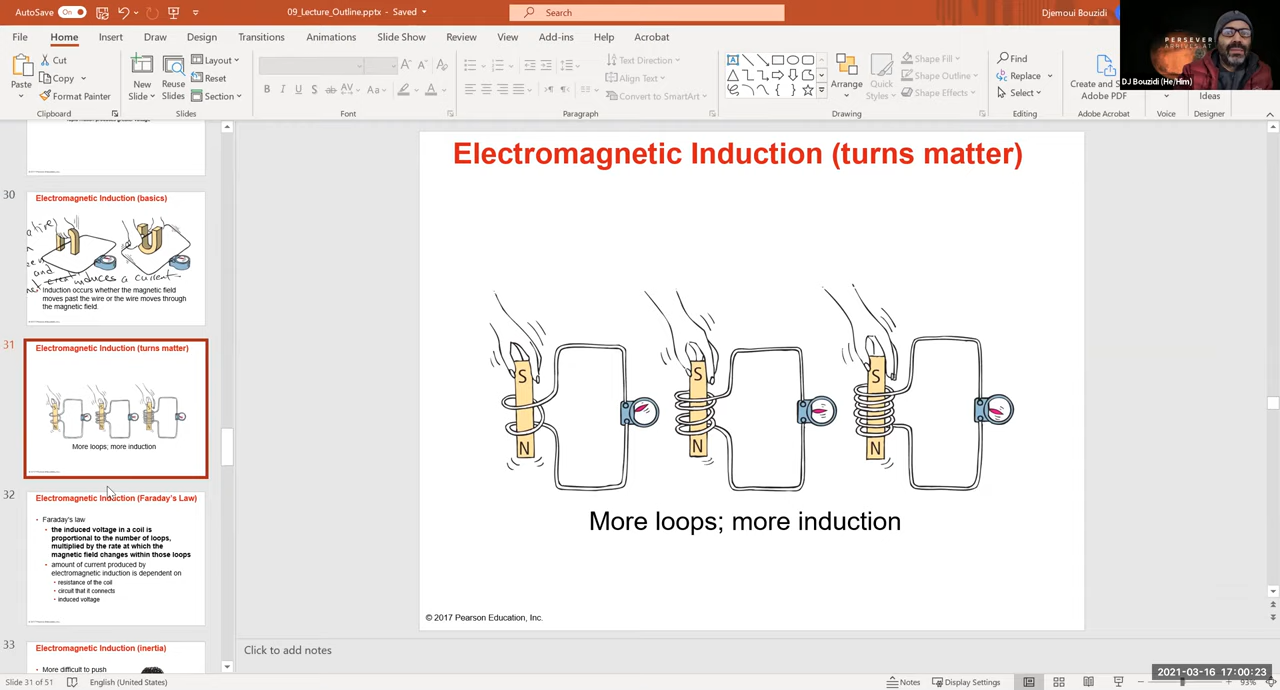 AutoSave
On
09_Lecture_Outline.pptx - Saved
Search
Djemoui Bouzidi
PERSEVER
ARRIVES AT
DJ Bouzidi (He/Him)
File Home Insert Draw Design Transitions Animations Slide Show Review View Add-ins Help Acrobat
Paste
Cut
Copy
Format Painter
Clipboard
New Slide
Reuse Slides
Layout
Reset
Section
Slides
B I U S ab AV Aa A
Font
Text Direction
Align Text
Convert to SmartArt
Paragraph
Arrange
Quick Styles
Shape Fill
Shape Outline
Shape Effects
Drawing
Find
Replace
Select
Editing
Create and S
Adobe PDF
Adobe Acrobat
Voice
Ideas
Designer
30
Electromagnetic Induction (basics)
and
induces a current
Induction occurs whether the magnetic field
moves past the wire or the wire moves through
the magnetic field.
31
Electromagnetic Induction (turns matter)
More loops; more induction
32
Electromagnetic Induction (Faraday's Law)
• Faraday's law
• the induced voltage in a coil is
proportional to the number of loops,
multiplied by the rate at which the
magnetic field changes within those loops
• amount of current produced by
electromagnetic induction is dependent on
• resistance of the coil
• circuit that it connects
• induced voltage
33
Electromagnetic Induction (inertia)
• More difficult to push
Electromagnetic Induction (turns matter)
S S S
N N N
More loops; more induction
© 2017 Pearson Education, Inc.
Click to add notes
Slide 31 of 51
English (United States)
Notes
Display Settings
2021-03-16 17:00:23
93%